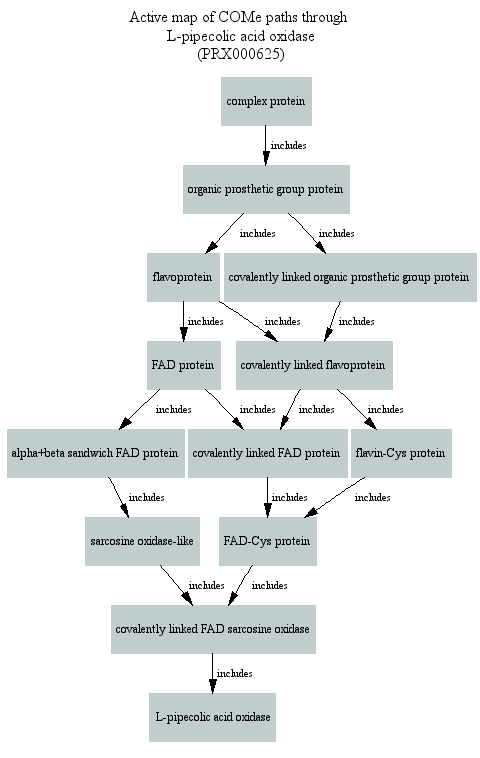 Active map of COMe paths through
L-pipecolic acid oxidase
(PRX000625)
complex protein
includes
organic prosthetic group protein
includes includes
flavoprotein covalently linked organic prosthetic group protein
includes includes includes
FAD protein covalently linked flavoprotein
includes includes includes includes
alpha+beta sandwich FAD protein covalently linked FAD protein flavin-Cys protein
includes includes includes
sarcosine oxidase-like FAD-Cys protein
includes includes
covalently linked FAD sarcosine oxidase
includes
L-pipecolic acid oxidase